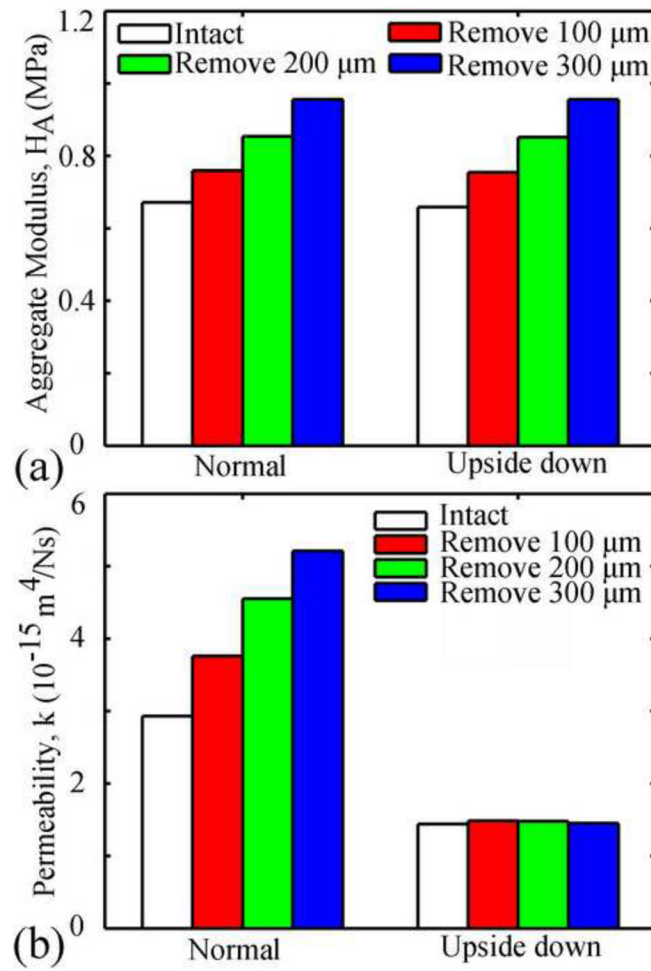 1.2
Intact
Remove 100 μm
Remove 200 μm
Remove 300 μm
0.8
0.4
0
Aggregate Modulus, HA(MPa)
(a)
Normal
Upside down
6
Intact
Remove 100 μm
Remove 200 μm
Remove 300 μm
4
2
0
Permeability, k (10-15 m4/Ns)
(b)
Normal
Upside down